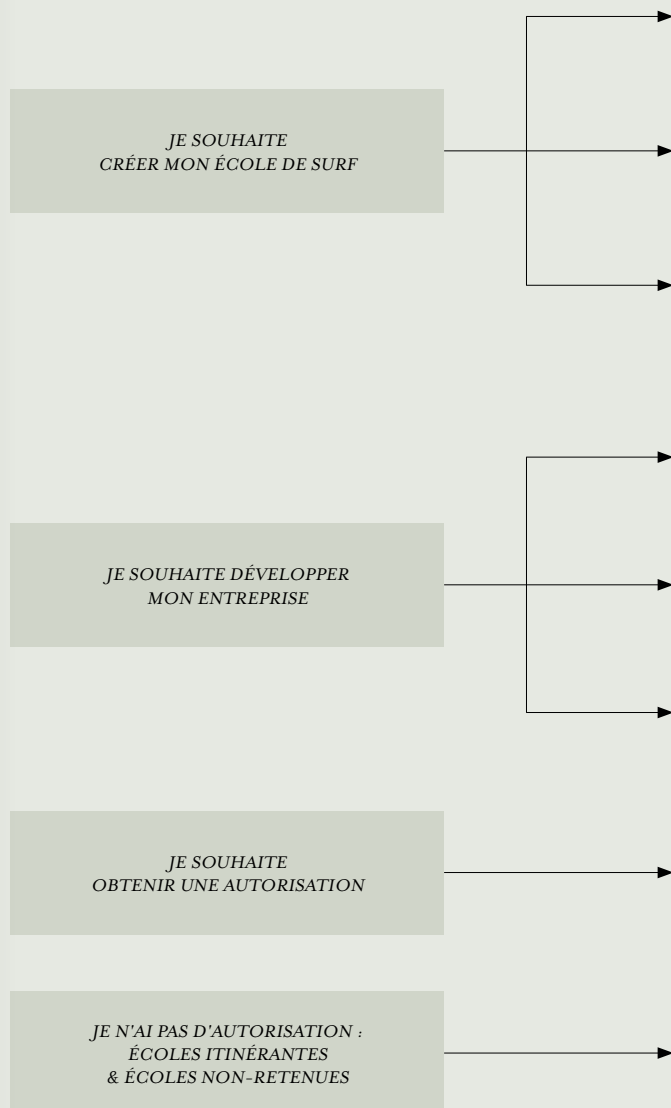 JE SOUHAITE
CRÉER MON ÉCOLE DE SURF
JE SOUHAITE DÉVELOPPER
MON ENTREPRISE
JE SOUHAITE
OBTENIR UNE AUTORISATION
JE N'AI PAS D'AUTORISATION :
ÉCOLES ITINÉRANTES
& ÉCOLES NON-RETENUES